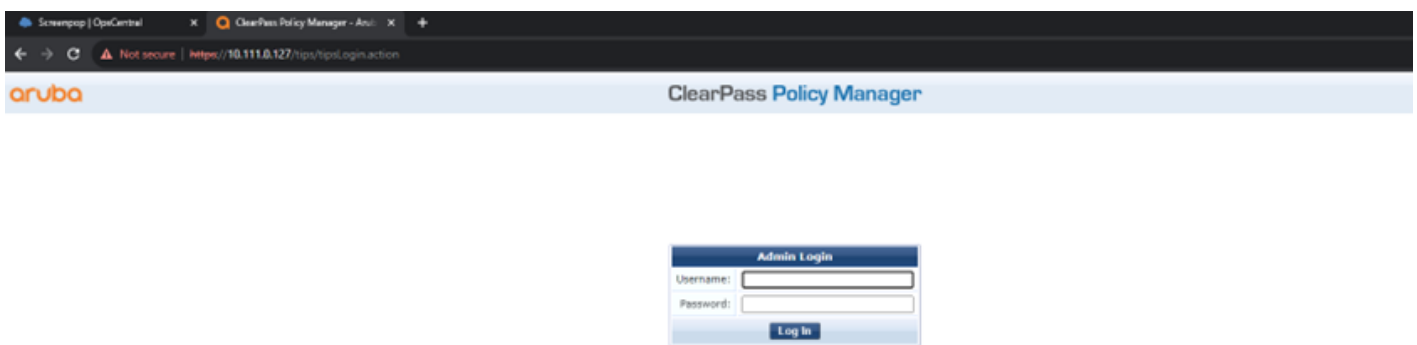 Screenpop | OpsCentral
ClearPass Policy Manager - Aru
Not secure | https://10.111.0.127/tips/tipsLogin.action
aruba
ClearPass Policy Manager
Admin Login
Username:
Password:
Log In